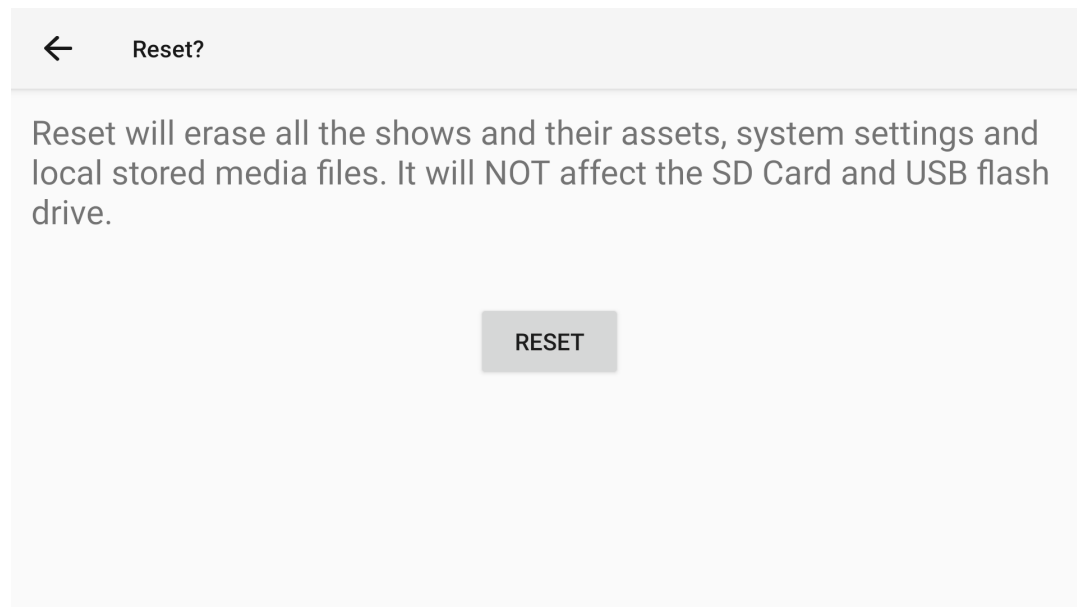 Reset?
Reset will erase all the shows and their assets, system settings and
local stored media files. It will NOT affect the SD Card and USB flash
drive.
RESET